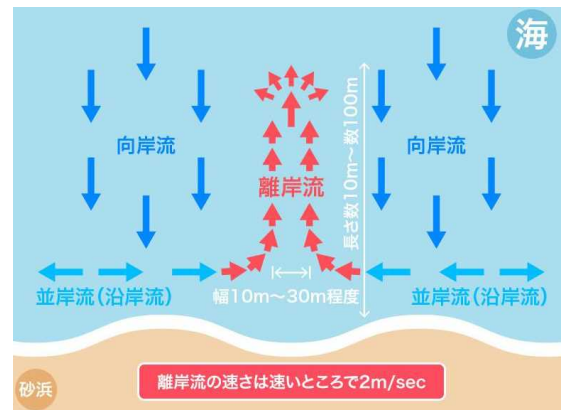 海
向岸流
離岸流
向岸流
長さ数10m～数100m
幅10m～30m程度
並岸流(沿岸流)
並岸流(沿岸流)
離岸流の速さは速いところで2m/sec
砂浜